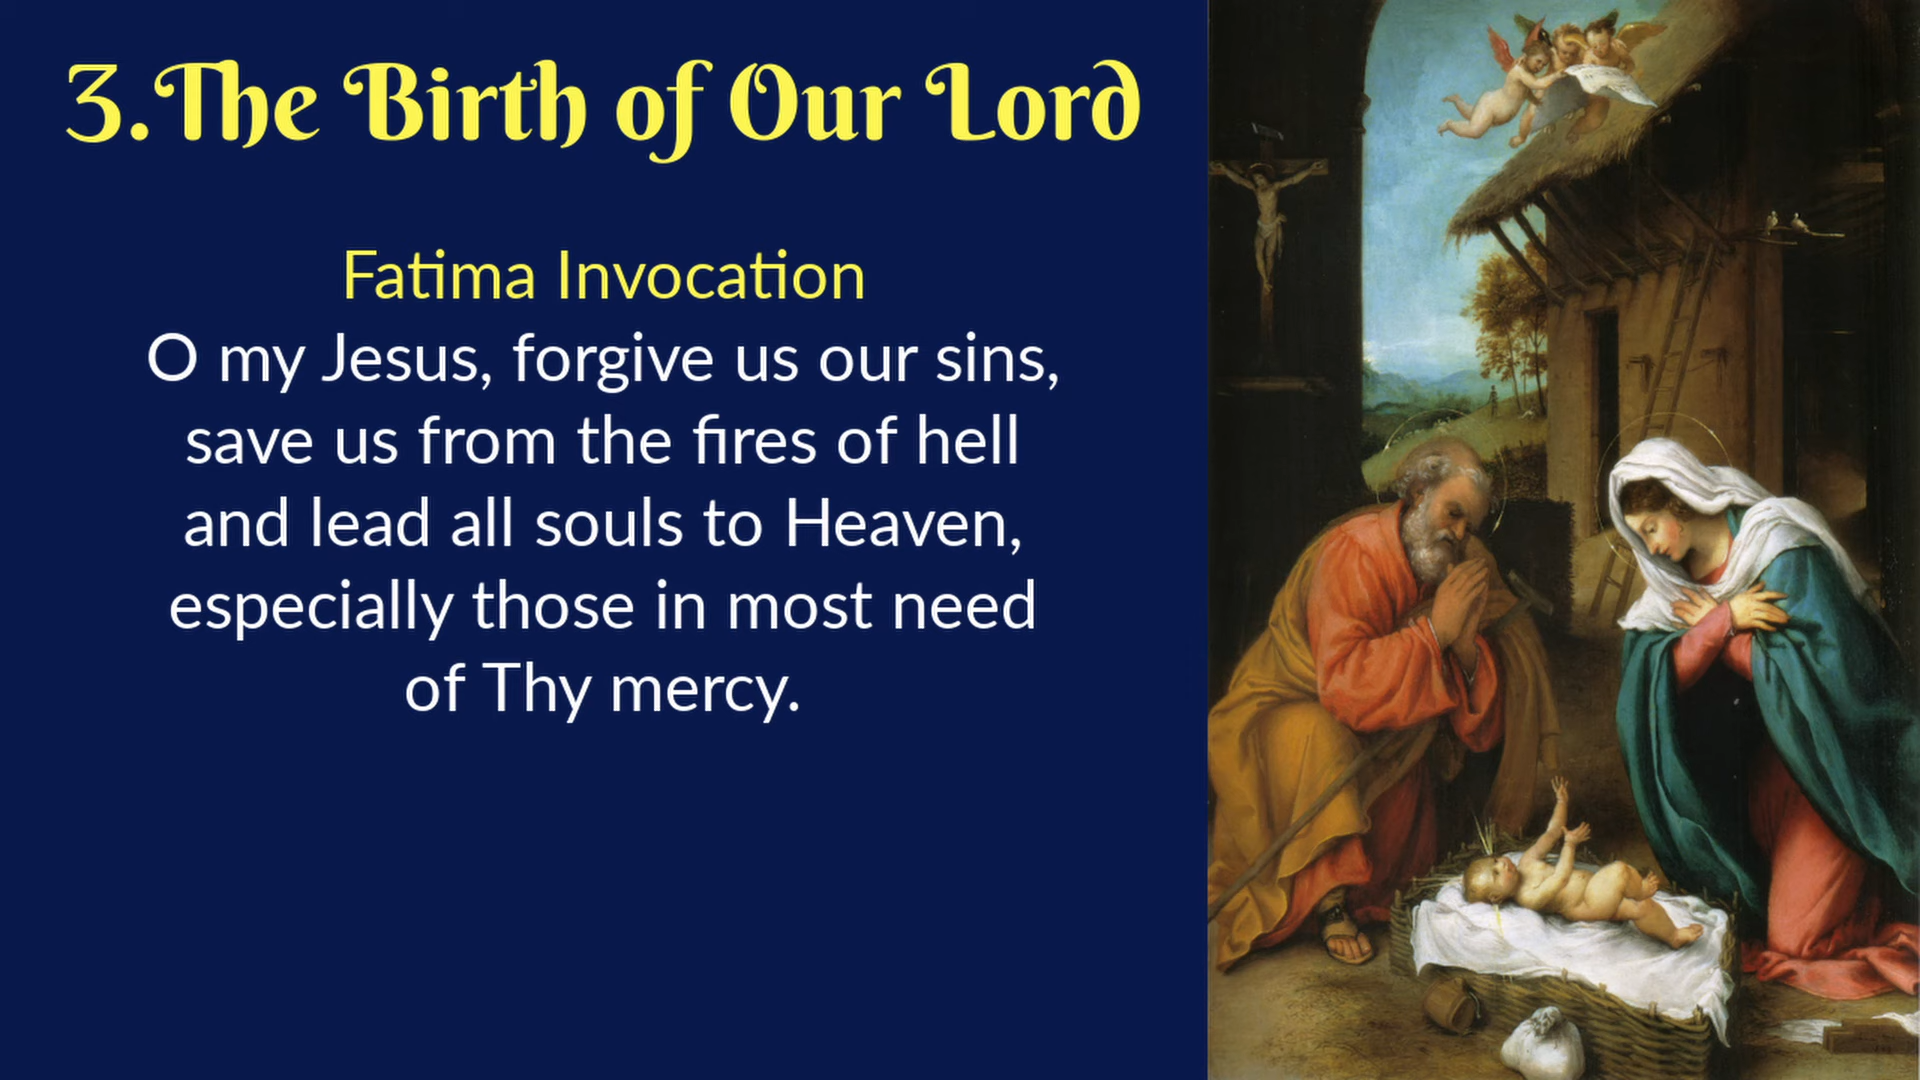 3.The Birth of Our Lord
Fatima Invocation
O my Jesus, forgive us our sins,
save us from the fires of hell
and lead all souls to Heaven,
especially those in most need
of Thy mercy.